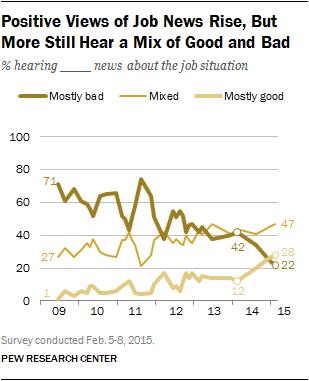 Positive Views of Job News Rise, But
More Still Hear a Mix of Good and Bad
% hearing ____ news about the job situation
Mostly bad Mixed Mostly good
100
80
60
40
20
0
71
27
1
42
12
47
28
22
09 10 11 12 13 14 15
Survey conducted Feb. 5-8, 2015.
PEW RESEARCH CENTER